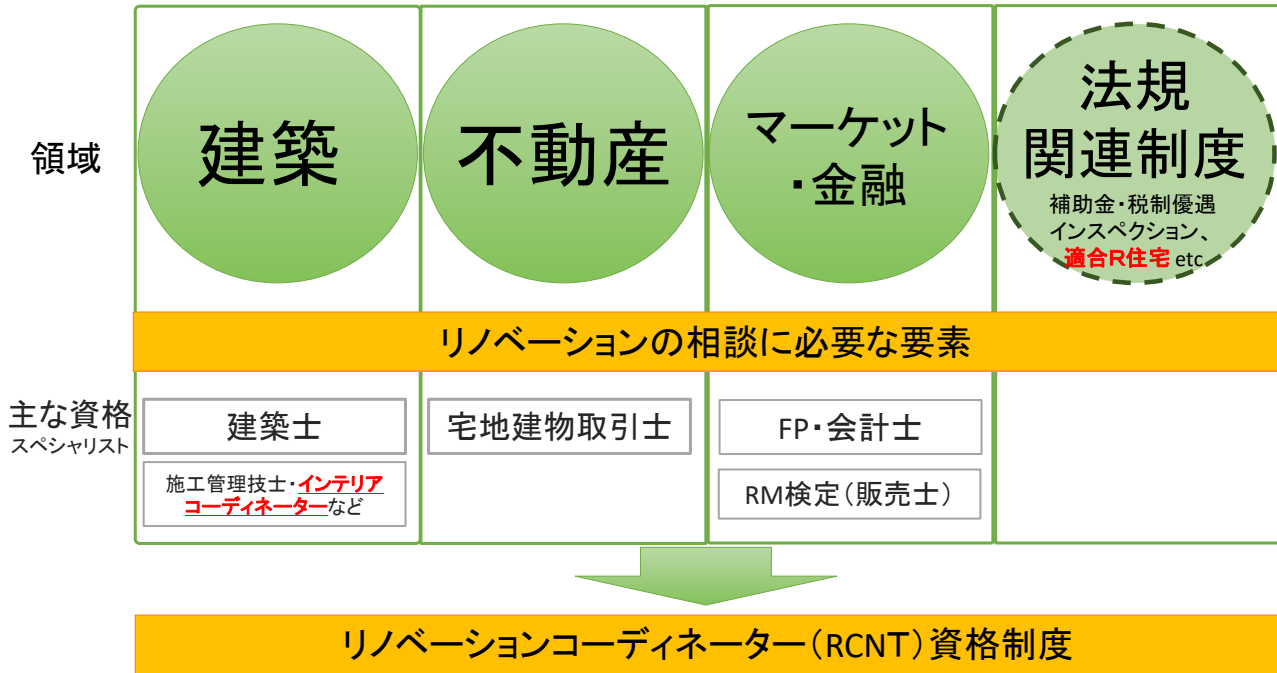 領域
建築
不動産
マーケット
・金融
法規
関連制度
補助金・税制優遇
インスペクション、
適合R住宅 etc
リノベーションの相談に必要な要素
主な資格
スペシャリスト
建築士
施工管理技士・インテリア
コーディネーターなど
宅地建物取引士
FP・会計士
RM検定(販売士)
リノベーションコーディネーター(RCNT)資格制度